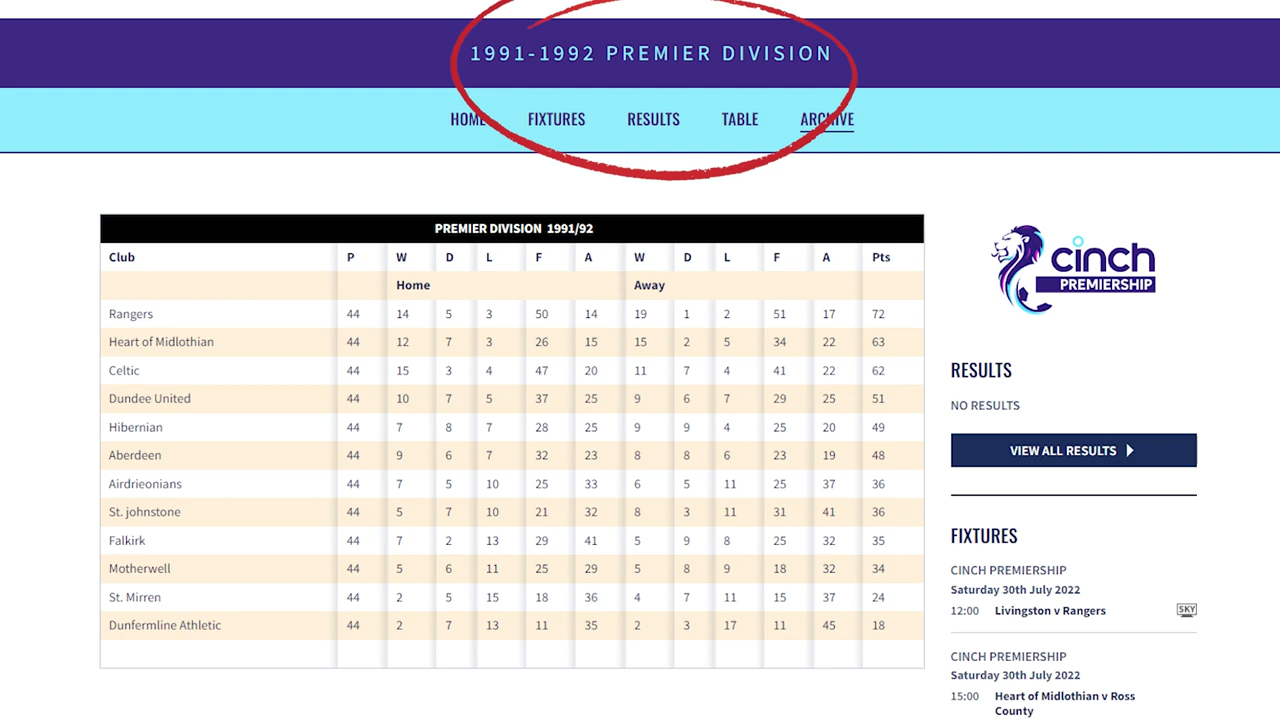 1991-1992 PREMIER DIVISION
HOME FIXTURES RESULTS TABLE ARCHIVE
PREMIER DIVISION 1991/92
Club P W D L F A W D L F A Pts
Home Away
Rangers 44 14 5 3 50 14 19 1 2 51 17 72
Heart of Midlothian 44 12 7 3 26 15 15 2 5 34 22 63
Celtic 44 15 3 4 47 20 11 7 4 41 22 62
Dundee United 44 10 7 5 37 25 9 6 7 29 25 51
Hibernian 44 7 8 7 28 25 9 9 4 25 20 49
Aberdeen 44 9 6 7 32 23 8 8 6 23 19 48
Airdrieonians 44 7 5 10 25 33 6 5 11 25 37 36
St. johnstone 44 5 7 10 21 32 8 3 11 31 41 36
Falkirk 44 7 2 13 29 41 5 9 8 25 32 35
Motherwell 44 5 6 11 25 29 5 8 9 18 32 34
St. Mirren 44 2 5 15 18 36 4 7 11 15 37 24
Dunfermline Athletic 44 2 7 13 11 35 2 3 17 11 45 18
cinch
PREMIERSHIP
RESULTS
NO RESULTS
VIEW ALL RESULTS
FIXTURES
CINCH PREMIERSHIP
Saturday 30th July 2022
12:00 Livingston v Rangers SKY
CINCH PREMIERSHIP
Saturday 30th July 2022
15:00 Heart of Midlothian v Ross
County